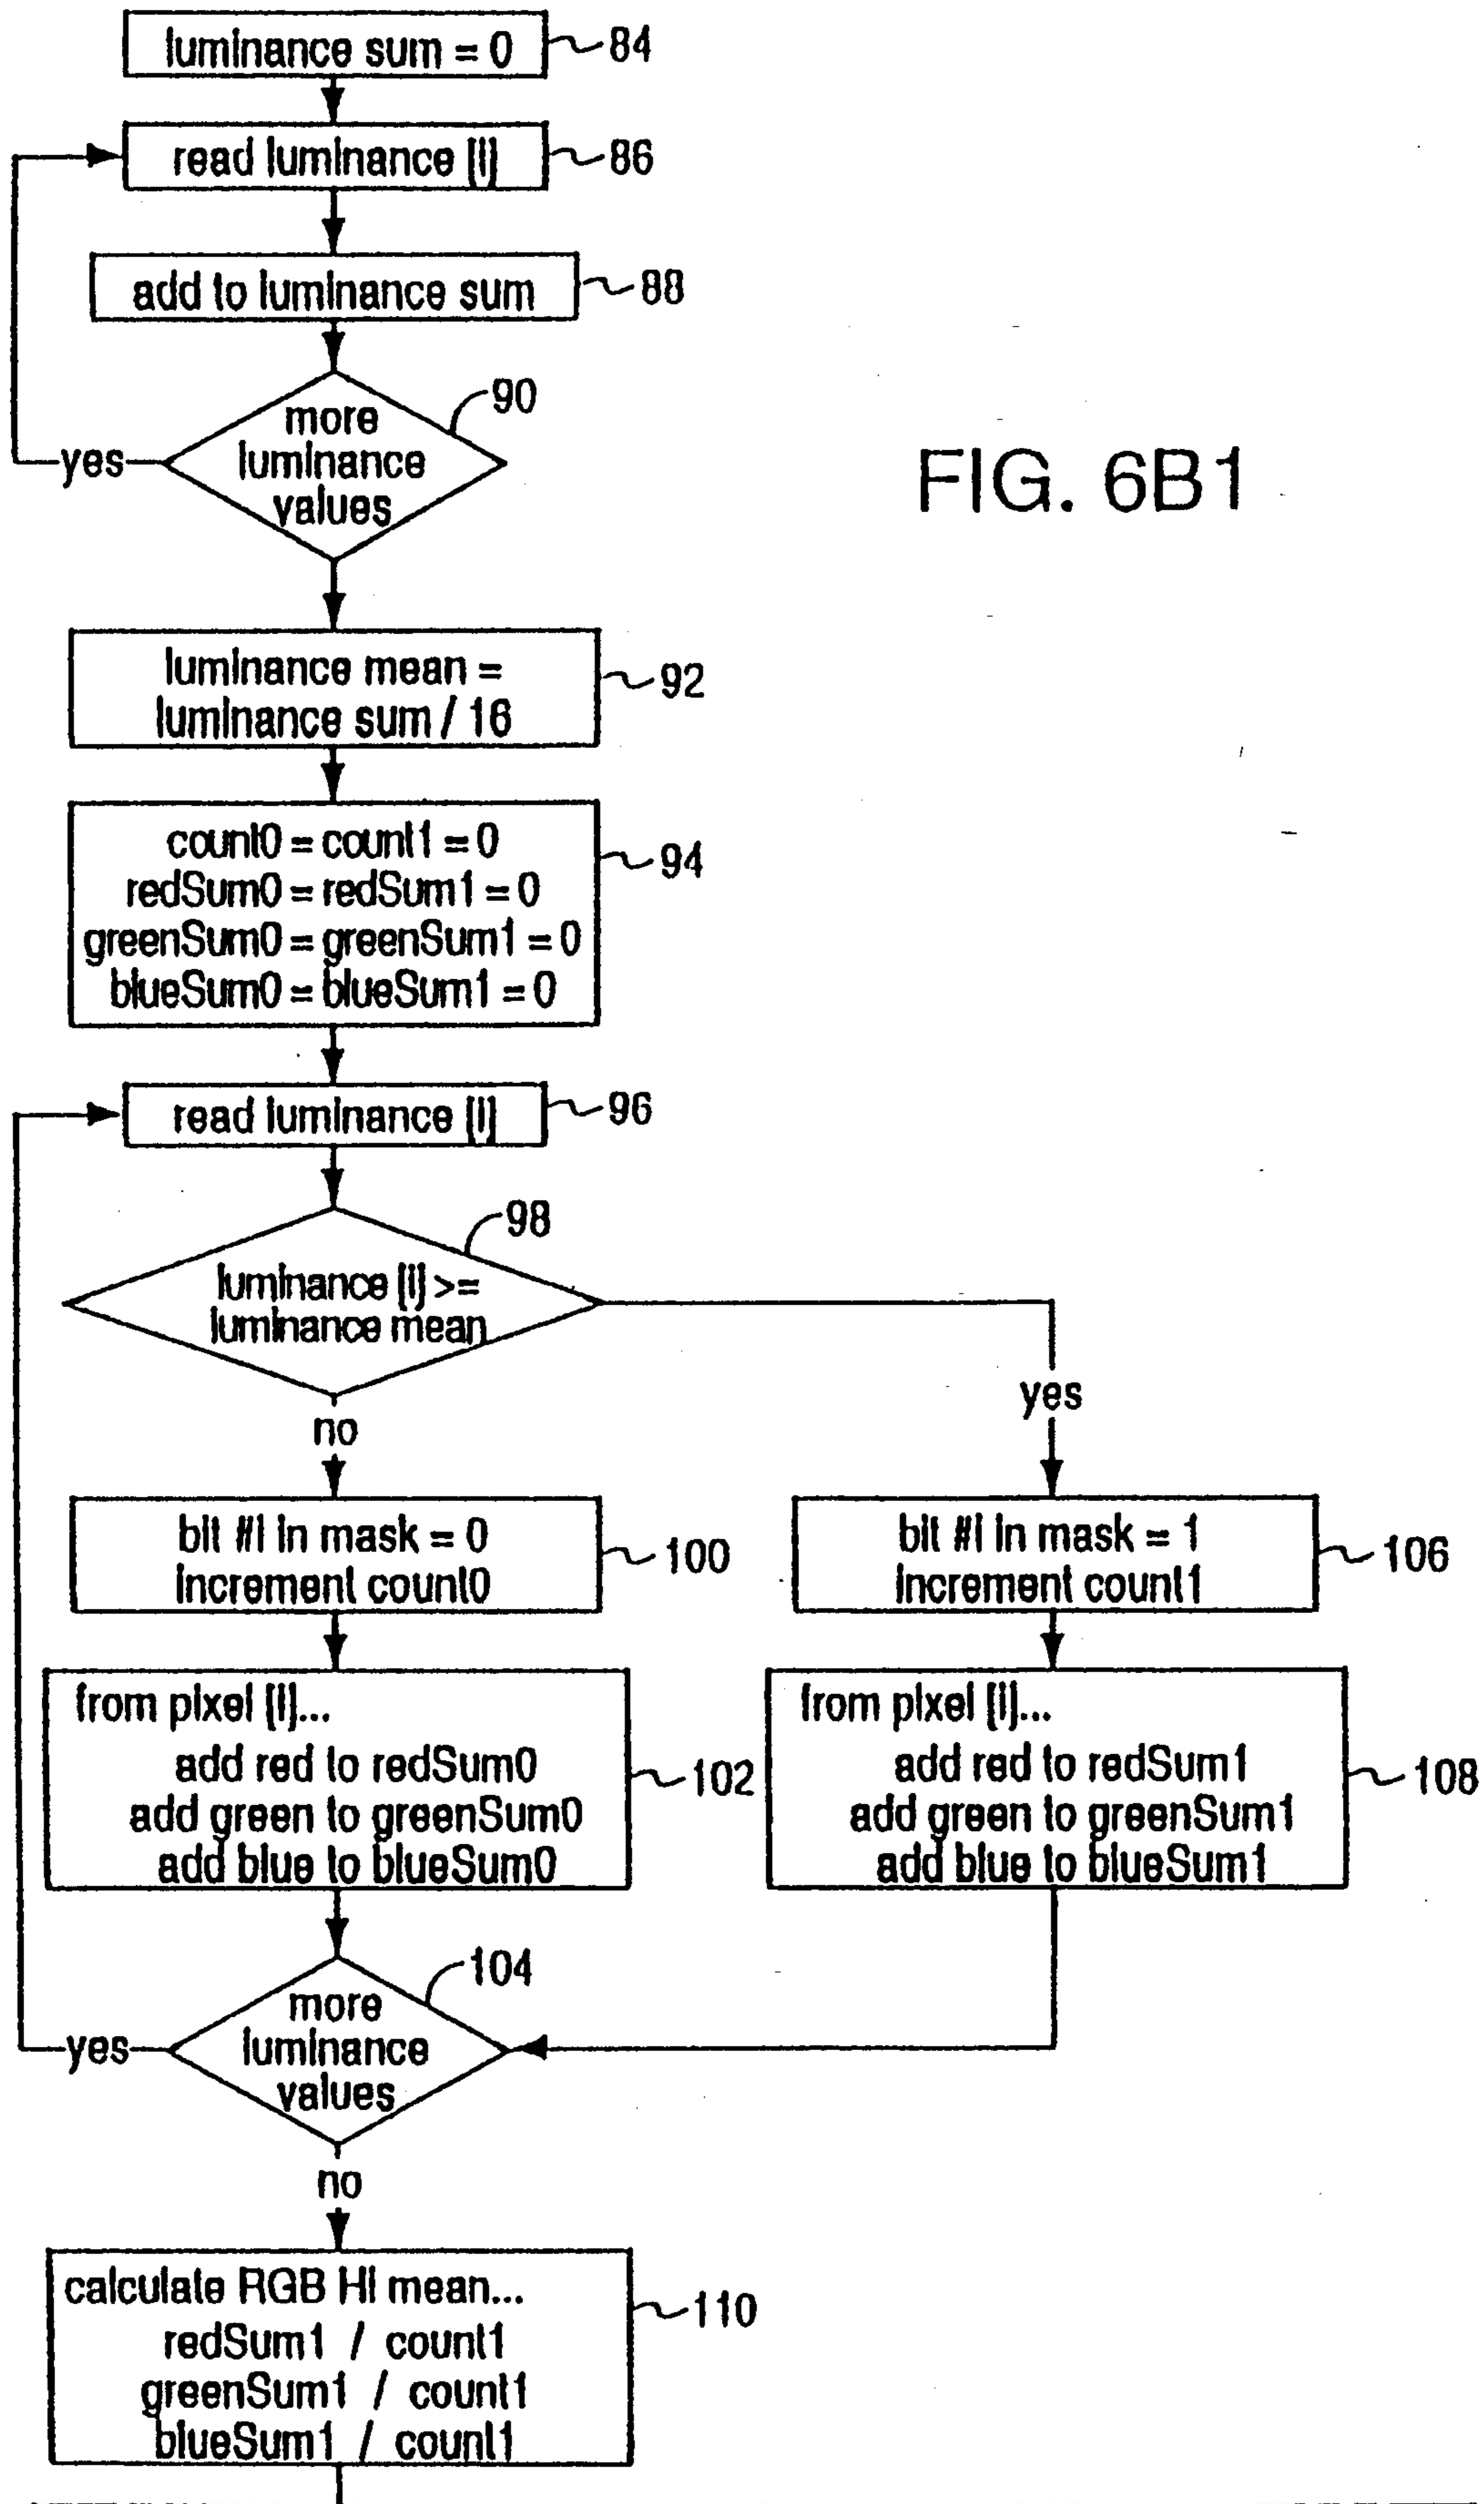 luminance sum = 0
84
read luminance [i]
86
add to luminance sum
88
90
more
luminance
values
yes
FIG. 6B1
luminance mean =
luminance sum / 16
92
count0 = count1 = 0
redSum0 = redSum1 = 0
greenSum0 = greenSum1 = 0
blueSum0 = blueSum1 = 0
94
read luminance [i]
96
98
luminance [i] >=
luminance mean
no
yes
bit #i in mask = 0
increment count0
100
bit #i in mask = 1
increment count1
106
from pixel [i]...
add red to redSum0
add green to greenSum0
add blue to blueSum0
102
from pixel [i]...
add red to redSum1
add green to greenSum1
add blue to blueSum1
108
104
more
luminance
values
yes
no
calculate RGB HI mean...
redSum1 / count1
greenSum1 / count1
blueSum1 / count1
110